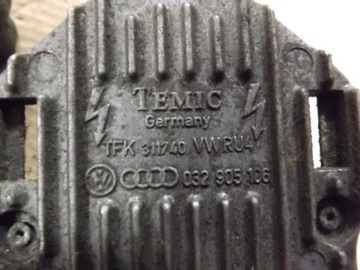 TEMIC
Germany
TFK 311740 VWRU4
032 905 106